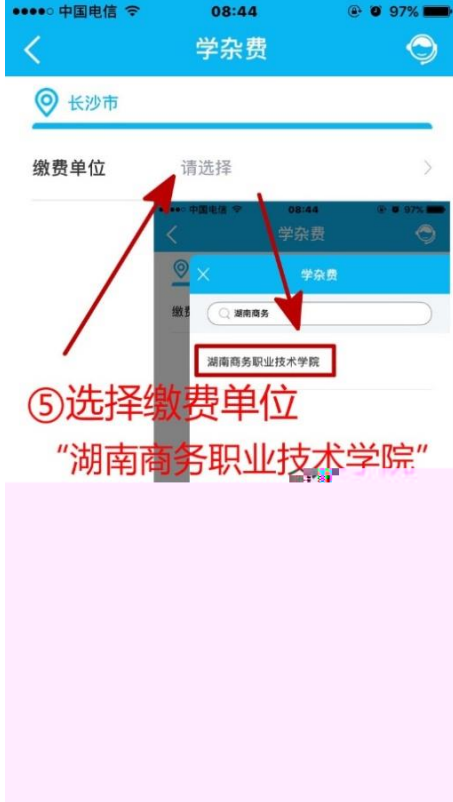 中国电信 08:44 97%
学杂费
长沙市
缴费单位 请选择
中国电信 08:44 97%
学杂费
缴费
学杂费
湖南商务
湖南商务职业技术学院
⑤选择缴费单位
“湖南商务职业技术学院”